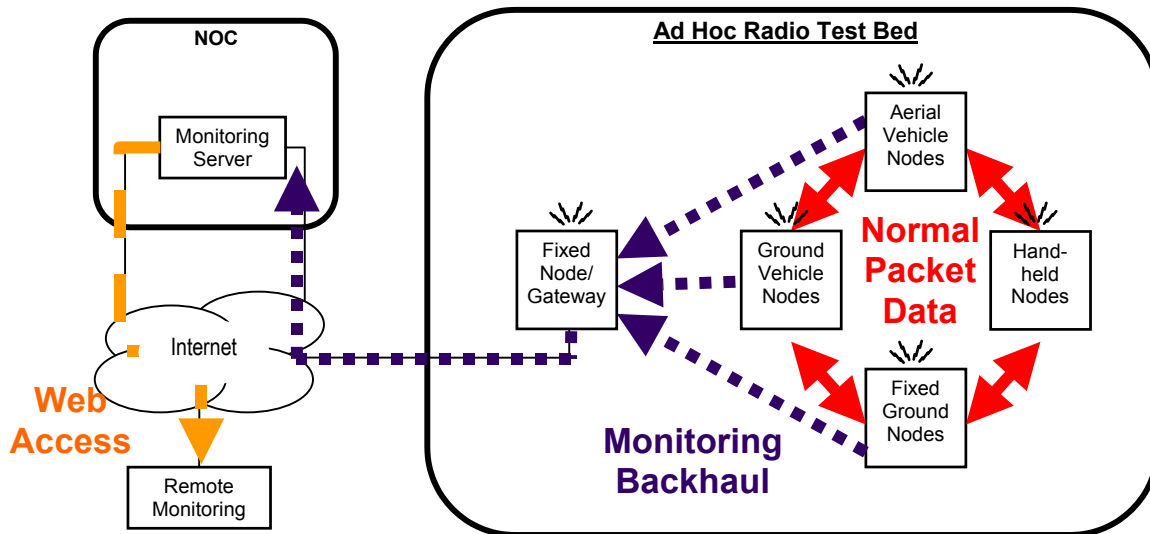 NOC
Monitoring
Server
Internet
Web
Access
Remote
Monitoring
Ad Hoc Radio Test Bed
Aerial
Vehicle
Nodes
Fixed
Node/
Gateway
Ground
Vehicle
Nodes
Normal
Packet
Data
Hand-
held
Nodes
Fixed
Ground
Nodes
Monitoring
Backhaul